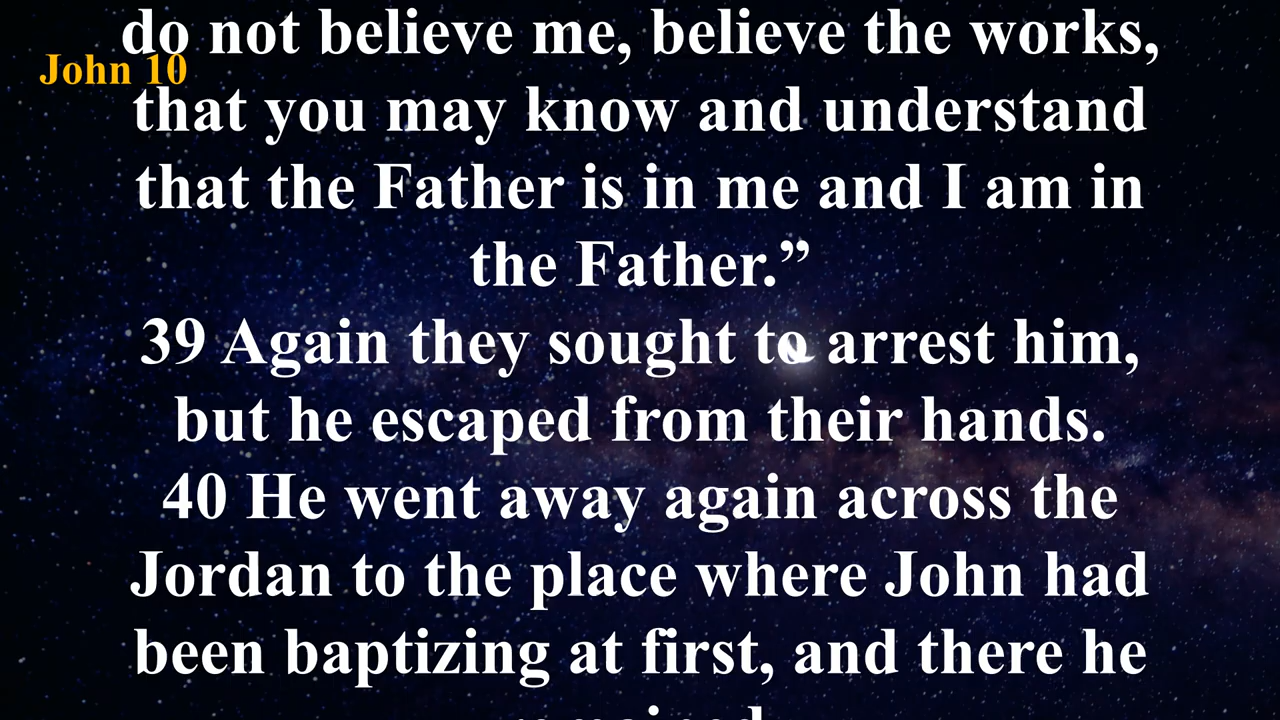 do not believe me, believe the works,
John 10
that you may know and understand
that the Father is in me and I am in
the Father.”
39 Again they sought to arrest him,
but he escaped from their hands.
40 He went away again across the
Jordan to the place where John had
been baptizing at first, and there he
remained.